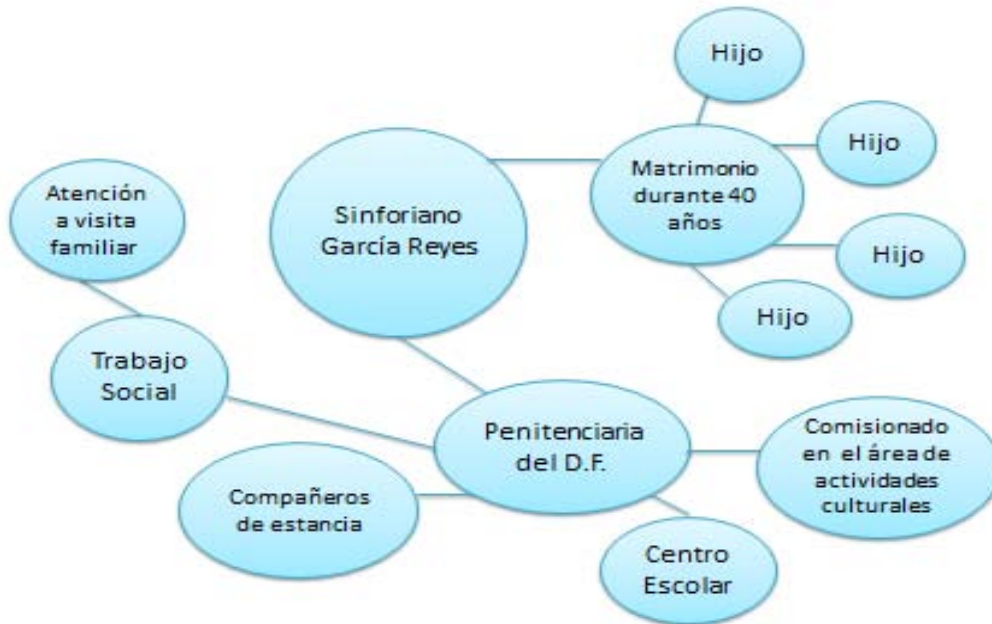 Hijo
Hijo
Matrimonio
durante 40
años
Atención
a visita
familiar
Sinforiano
García Reyes
Hijo
Hijo
Trabajo
Social
Penitenciaria
del D.F.
Comisionado
en el área de
actividades
culturales
Compañeros
de estancia
Centro
Escolar